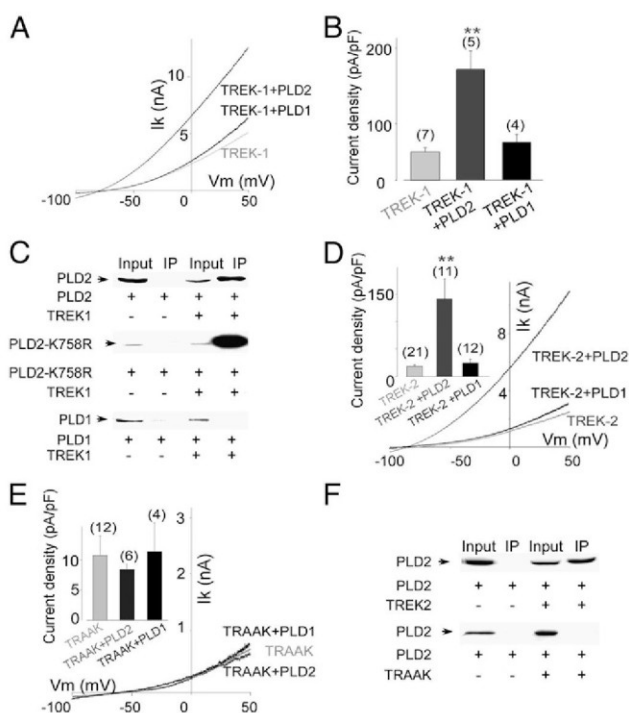 A
10
5
Ik (nA)
TREK-1+PLD2
TREK-1+PLD1
TREK-1
Vm (mV)
-100 -50 0 50
B
Current density (pA/pF)
200
100
0
(7)
**
(5)
(4)
TREK-1
TREK-1 +PLD2
TREK-1 +PLD1
C
Input IP Input IP
PLD2
PLD2 + + + +
TREK1 - - + +
PLD2-K758R
PLD2-K758R + + + +
TREK1 - - + +
PLD1
PLD1 + + + +
TREK1 - - + +
D
Current density (pA/pF)
150
0
(21)
**
(11)
(12)
TREK-2
TREK-2 +PLD2
TREK-2 +PLD1
Ik (nA)
8
4
TREK-2+PLD2
TREK-2+PLD1
TREK-2
Vm (mV)
-100 -50 0 50
E
Current density (pA/pF)
10
5
0
(12)
(6)
(4)
TRAAK
TRAAK+PLD2
TRAAK+PLD1
3
2
1
Ik (nA)
TRAAK+PLD1
TRAAK
TRAAK+PLD2
Vm (mV)
-100 -50 0 50
F
Input IP Input IP
PLD2
PLD2 + + + +
TREK2 - - + +
PLD2
PLD2 + + + +
TRAAK - - + +